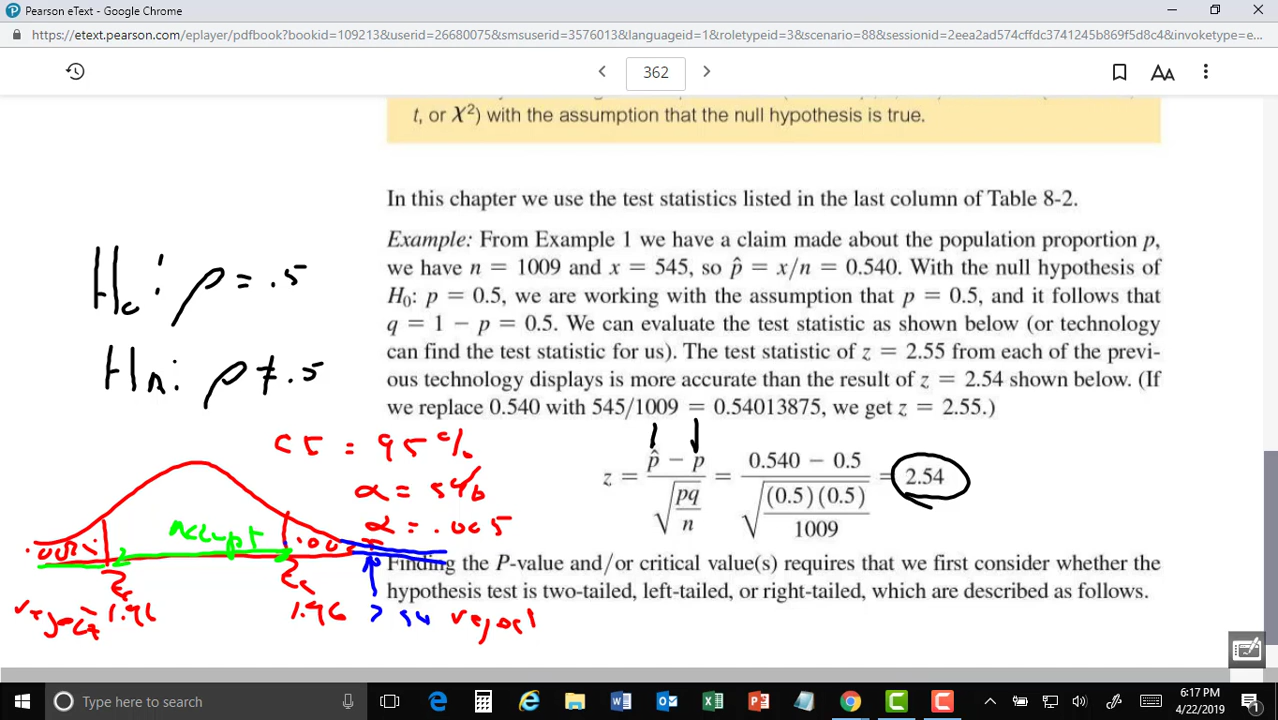 Pearson eText - Google Chrome
https://etext.pearson.com/eplayer/pdfbook?bookid=109213&userid=26680075&smsuserid=3576013&languageid=1&roletypeid=3&scenario=88&sessionid=2eea2ad574cffdc3741245b869f5d8c4&invoketype=e...
362
AA
t, or X²) with the assumption that the null hypothesis is true.
In this chapter we use the test statistics listed in the last column of Table 8-2.
Example: From Example 1 we have a claim made about the population proportion p,
we have n = 1009 and x = 545, so p̂ = x/n = 0.540. With the null hypothesis of
H₀: p = 0.5, we are working with the assumption that p = 0.5, and it follows that
q = 1 − p = 0.5. We can evaluate the test statistic as shown below (or technology
can find the test statistic for us). The test statistic of z = 2.55 from each of the previ-
ous technology displays is more accurate than the result of z = 2.54 shown below. (If
we replace 0.540 with 545/1009 = 0.54013875, we get z = 2.55.)
H₀: p = .5
p ≠ .5
= 95%
α = 5%
α = .005
z = (p̂ − p) / √(pq/n) = (0.540 − 0.5) / √((0.5)(0.5)/1009) = 2.54
Accept
Finding the P-value and/or critical value(s) requires that we first consider whether the
hypothesis test is two-tailed, left-tailed, or right-tailed, which are described as follows.
reject
-1.96
1.96
reject
Type here to search
6:17 PM
4/22/2019